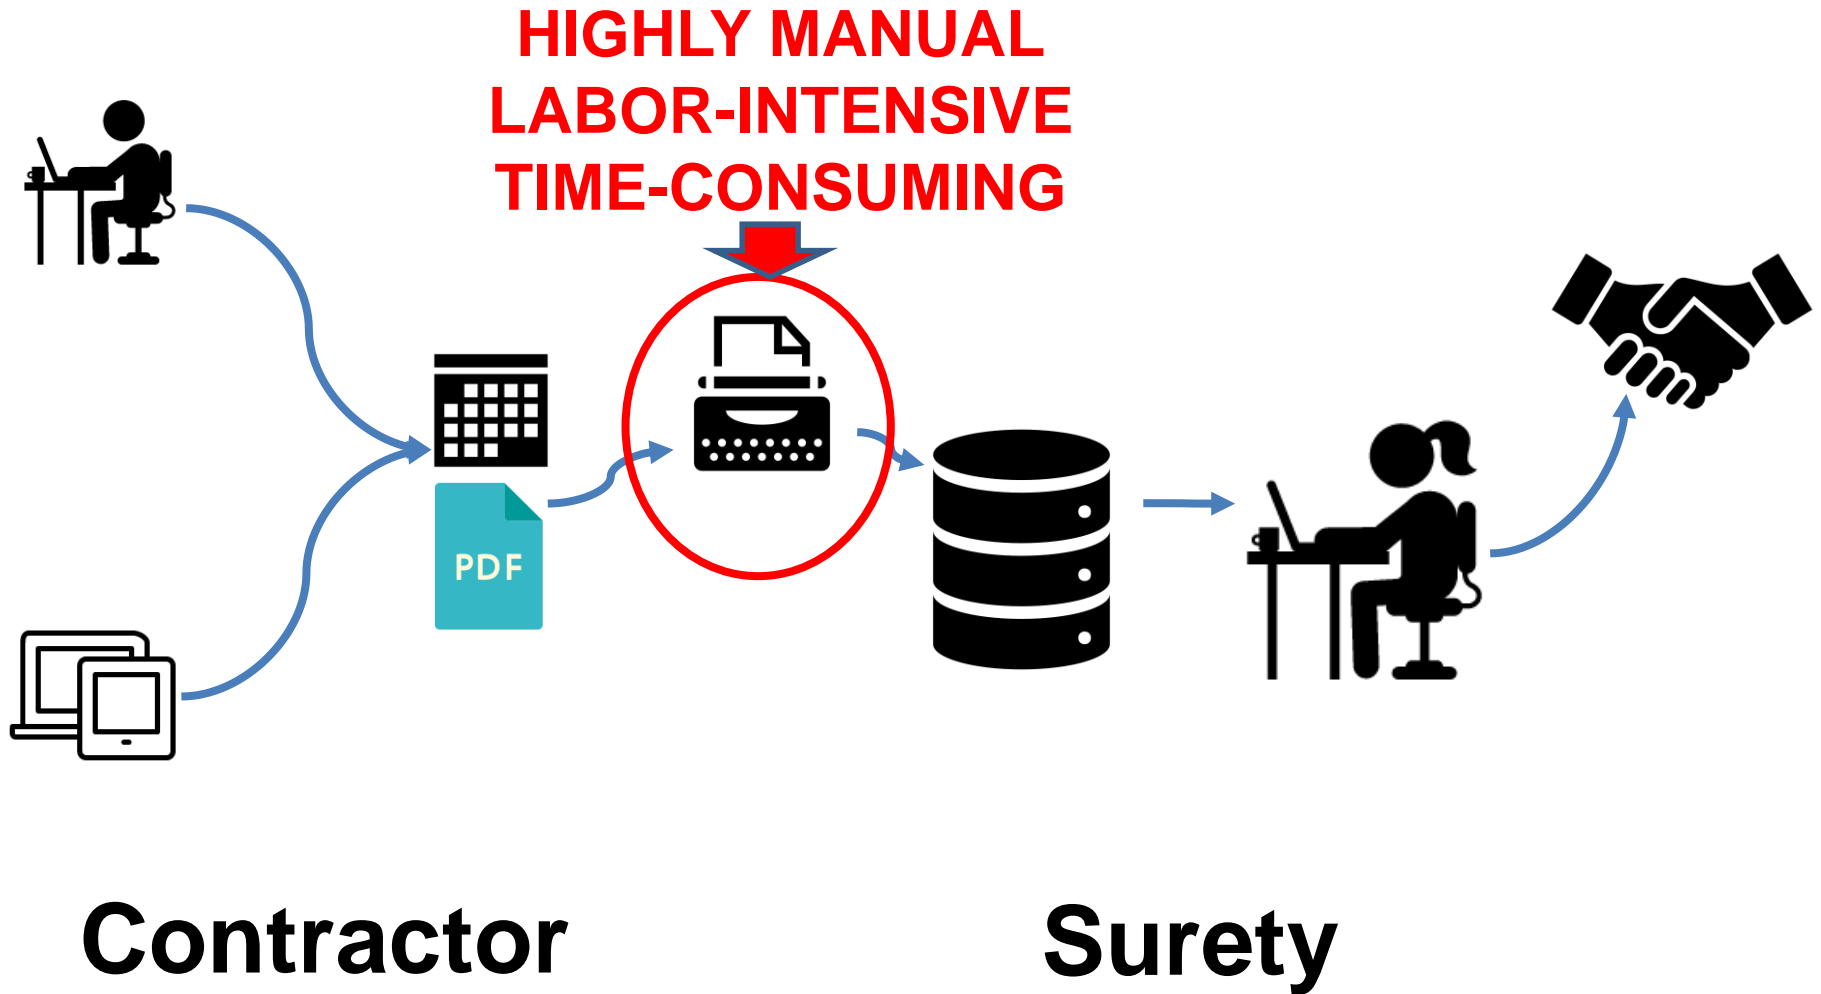 HIGHLY MANUAL
LABOR-INTENSIVE
TIME-CONSUMING
PDF
Contractor
Surety